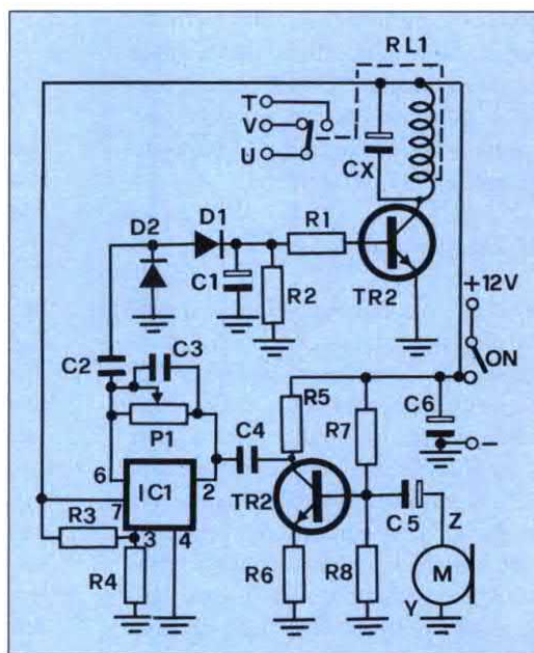 RL1
T
V
U
CX
D2
D1
R1
C1
R2
TR2
+12V
ON
C2
C3
P1
C4
R5
R7
C6
–
6
2
IC1
7
TR2
C5
Z
R3
3
4
R4
R6
R8
M
Y